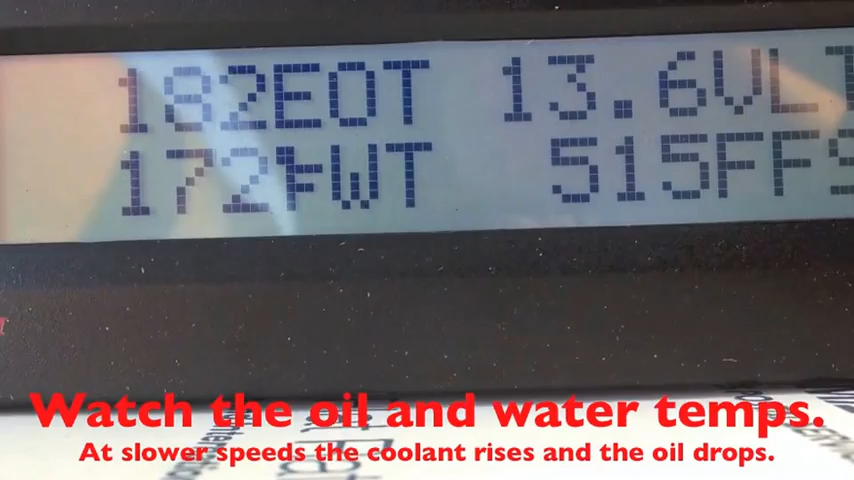 182EOT 13.6VLT
172FWT 515FFS
Watch the oil and water temps.
At slower speeds the coolant rises and the oil drops.